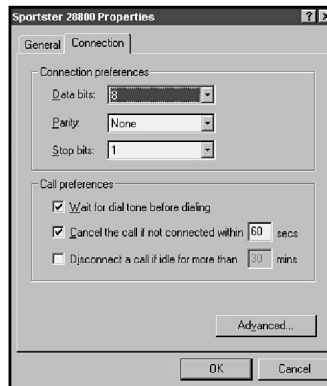 Sportster 28800 Properties
General Connection
Connection preferences
Data bits: 8
Parity: None
Stop bits: 1
Call preferences
Wait for dial tone before dialing
Cancel the call if not connected within 60 secs
Disconnect a call if idle for more than 30 mins
Advanced...
OK Cancel